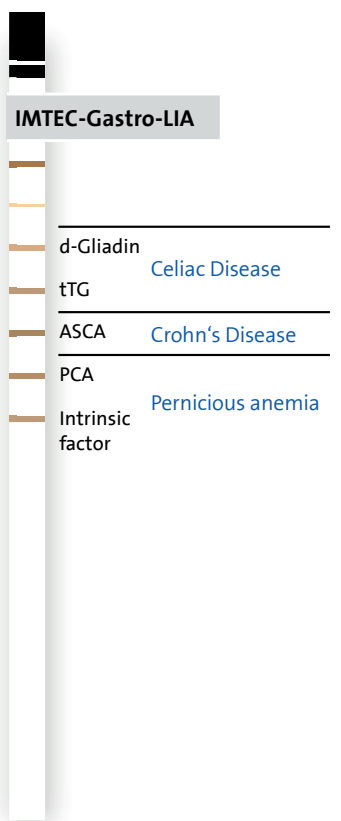 IMTEC-Gastro-LIA
d-Gliadin
Celiac Disease
tTG
ASCA
Crohn‘s Disease
PCA
Pernicious anemia
Intrinsic
factor